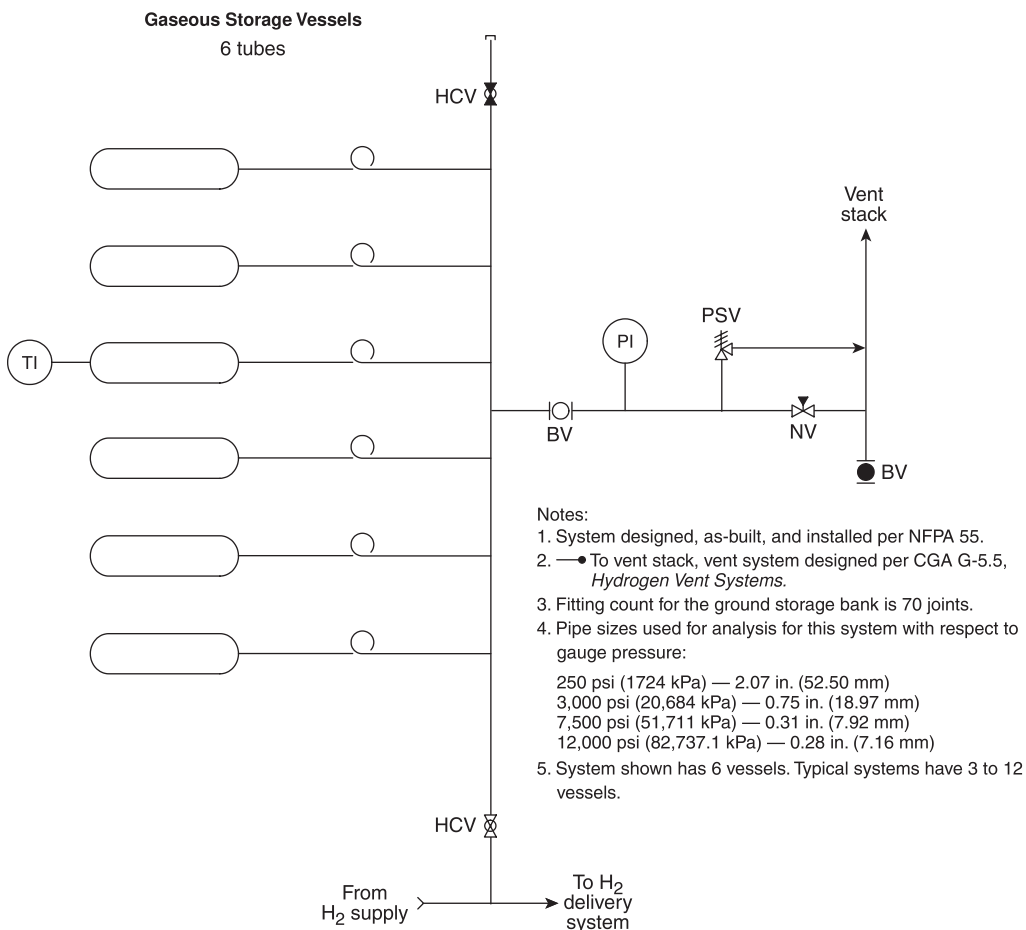 Gaseous Storage Vessels
6 tubes
HCV
Vent
stack
PSV
PI
TI
BV
NV
BV
Notes:
1. System designed, as-built, and installed per NFPA 55.
2. To vent stack, vent system designed per CGA G-5.5,
Hydrogen Vent Systems.
3. Fitting count for the ground storage bank is 70 joints.
4. Pipe sizes used for analysis for this system with respect to
gauge pressure:
250 psi (1724 kPa) — 2.07 in. (52.50 mm)
3,000 psi (20,684 kPa) — 0.75 in. (18.97 mm)
7,500 psi (51,711 kPa) — 0.31 in. (7.92 mm)
12,000 psi (82,737.1 kPa) — 0.28 in. (7.16 mm)
5. System shown has 6 vessels. Typical systems have 3 to 12
vessels.
HCV
From
H₂ supply
To H₂
delivery
system